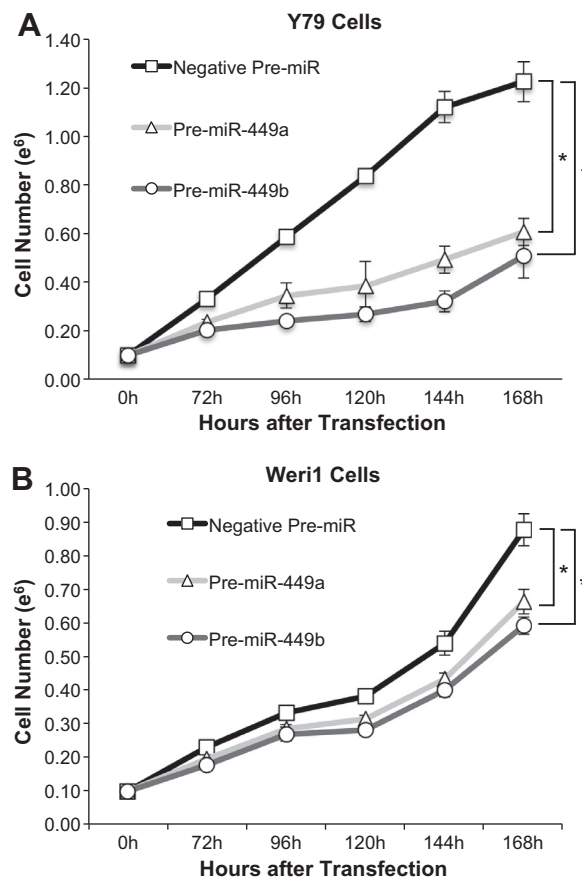 A
Y79 Cells
1.40
1.20
1.00
0.80
0.60
0.40
0.20
0.00
Cell Number (e⁶)
Negative Pre-miR
Pre-miR-449a
Pre-miR-449b
*
0h 72h 96h 120h 144h 168h
Hours after Transfection
B
Weri1 Cells
1.00
0.90
0.80
0.70
0.60
0.50
0.40
0.30
0.20
0.10
0.00
Cell Number (e⁶)
Negative Pre-miR
Pre-miR-449a
Pre-miR-449b
*
0h 72h 96h 120h 144h 168h
Hours after Transfection